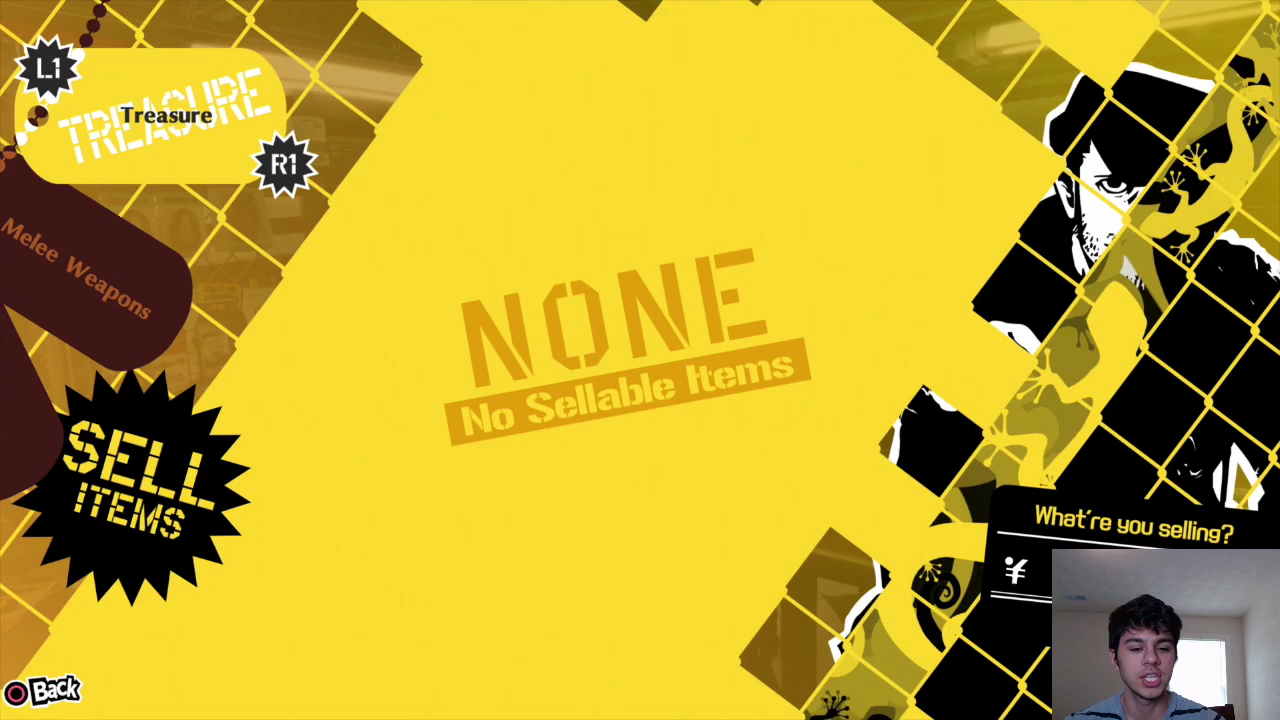 L1
TREASURE
Treasure
R1
Melee Weapons
NONE
No Sellable Items
SELL
ITEMS
What're you selling?
¥
Back